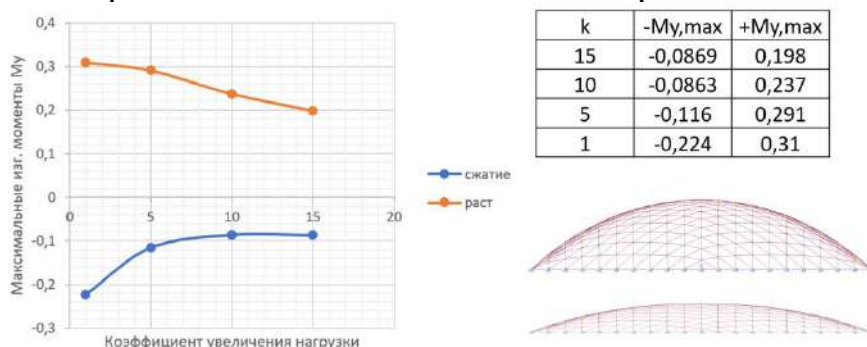 0,4
0,3
0,2
0,1
0
-0,1
-0,2
-0,3
0 5 10 15 20
Максимальные изг. моменты My
Коэффициент увеличения нагрузки
сжатие
раст
k -My,max +My,max
15 -0,0869 0,198
10 -0,0863 0,237
5 -0,116 0,291
1 -0,224 0,31